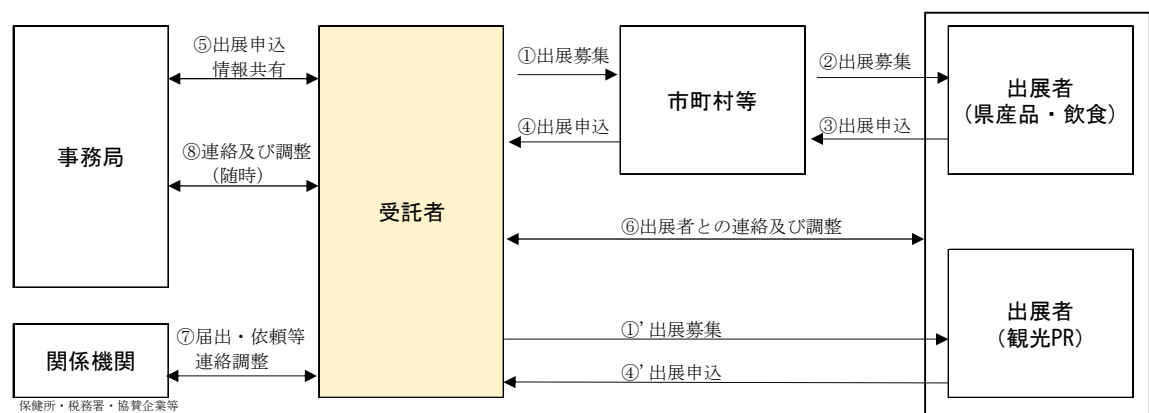 ⑤出展申込
情報共有
事務局
⑧連絡及び調整
(随時)
関係機関
保健所・税務署・協賛企業等
⑦届出・依頼等
連絡調整
受託者
①出展募集
④出展申込
市町村等
②出展募集
③出展申込
出展者
(県産品・飲食)
⑥出展者との連絡及び調整
①’出展募集
④’出展申込
出展者
(観光PR)